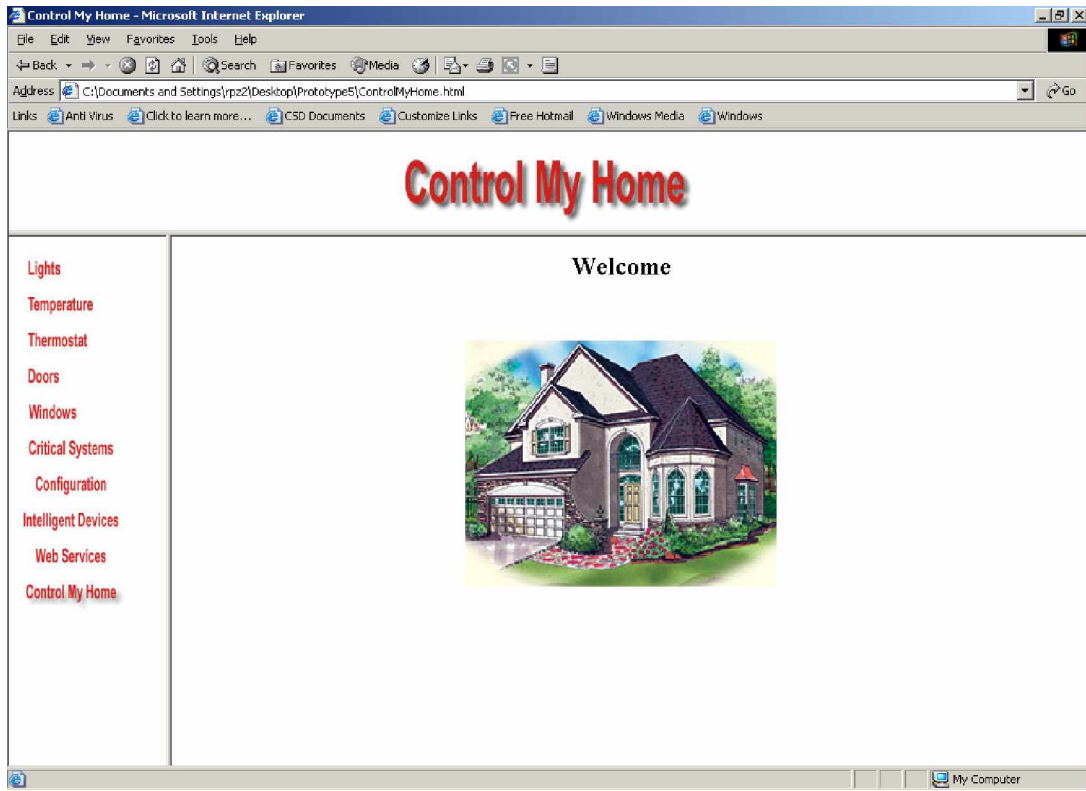 Control My Home - Microsoft Internet Explorer
File Edit View Favorites Tools Help
Back Search Favorites Media
Address C:\Documents and Settings\rpz2\Desktop\Prototype5\ControlMyHome.html Go
Links Anti Virus Click to learn more... CSD Documents Customize Links Free Hotmail Windows Media Windows
Control My Home
Welcome
Lights
Temperature
Thermostat
Doors
Windows
Critical Systems
Configuration
Intelligent Devices
Web Services
Control My Home
My Computer